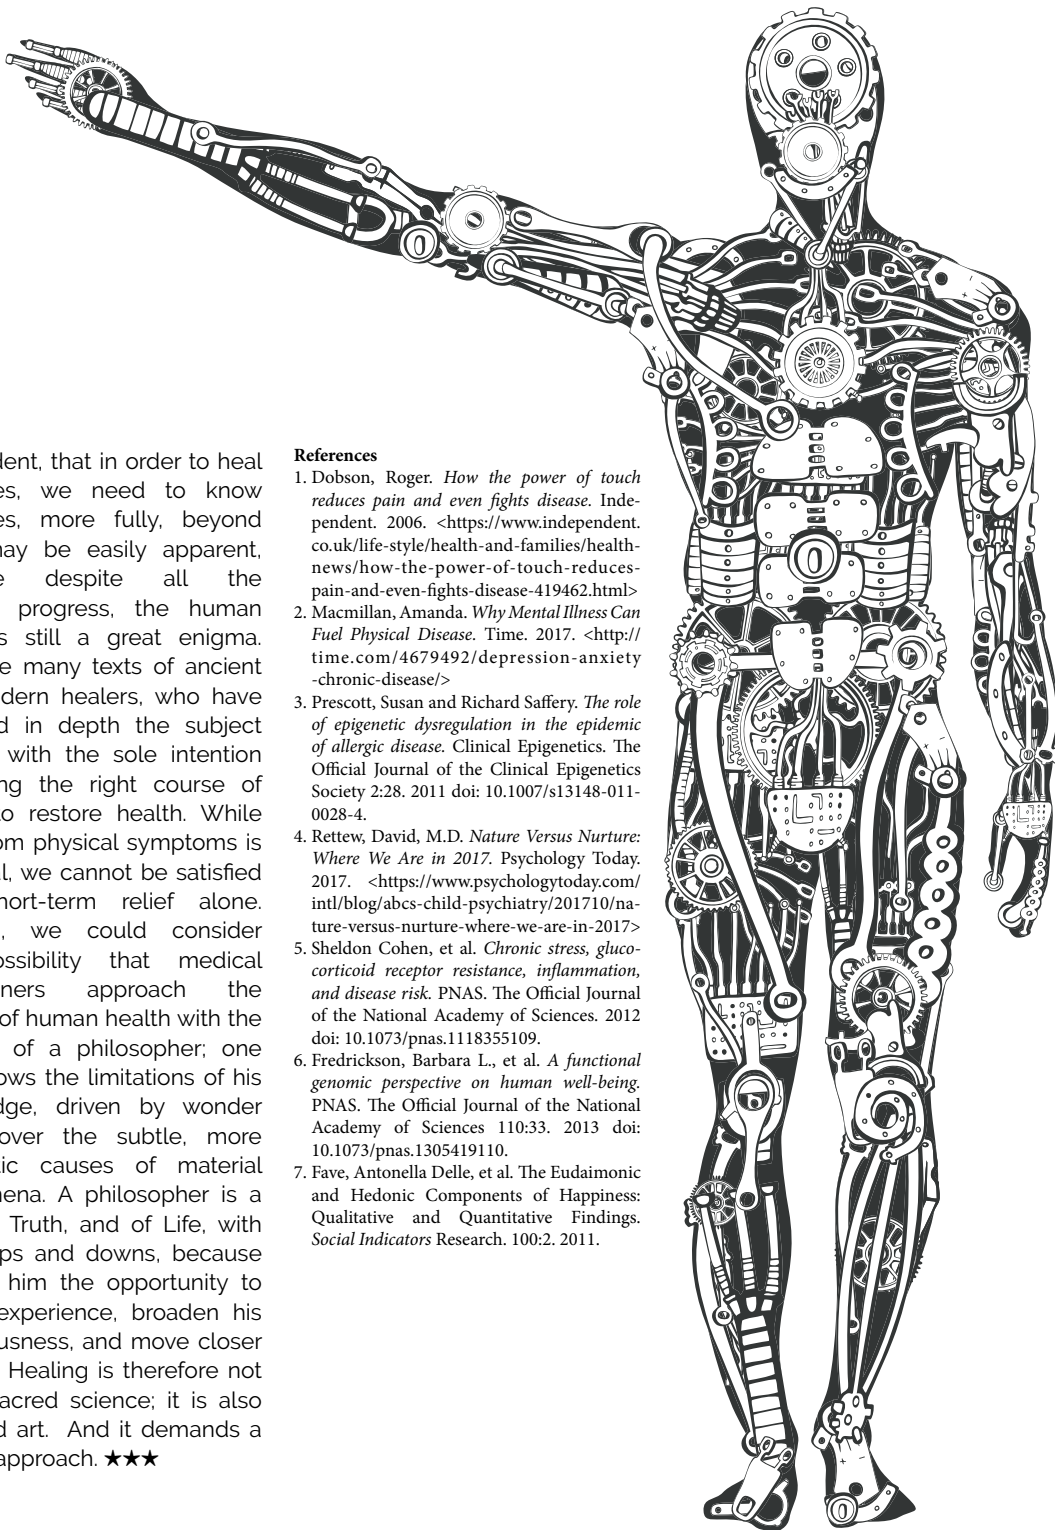 dent, that in order to heal
es, we need to know
es, more fully, beyond
may be easily apparent,
e despite all the
progress, the human
s still a great enigma.
e many texts of ancient
dern healers, who have
d in depth the subject
with the sole intention
ng the right course of
to restore health. While
om physical symptoms is
al, we cannot be satisfied
hort-term relief alone.
, we could consider
ossibility that medical
ners approach the
of human health with the
of a philosopher; one
ows the limitations of his
dge, driven by wonder
over the subtle, more
tic causes of material
mena. A philosopher is a
Truth, and of Life, with
ps and downs, because
him the opportunity to
experience, broaden his
usness, and move closer
Healing is therefore not
sacred science; it is also
d art. And it demands a
approach. ★★★
References
1. Dobson, Roger. How the power of touch
reduces pain and even fights disease. Inde-
pendent. 2006. <https://www.independent.
co.uk/life-style/health-and-families/health-
news/how-the-power-of-touch-reduces-
pain-and-even-fights-disease-419462.html>
2. Macmillan, Amanda. Why Mental Illness Can
Fuel Physical Disease. Time. 2017. <http://
time.com/4679492/depression-anxiety
-chronic-disease/>
3. Prescott, Susan and Richard Saffery. The role
of epigenetic dysregulation in the epidemic
of allergic disease. Clinical Epigenetics. The
Official Journal of the Clinical Epigenetics
Society 2:28. 2011 doi: 10.1007/s13148-011-
0028-4.
4. Rettew, David, M.D. Nature Versus Nurture:
Where We Are in 2017. Psychology Today.
2017. <https://www.psychologytoday.com/
intl/blog/abcs-child-psychiatry/201710/na-
ture-versus-nurture-where-we-are-in-2017>
5. Sheldon Cohen, et al. Chronic stress, gluco-
corticoid receptor resistance, inflammation,
and disease risk. PNAS. The Official Journal
of the National Academy of Sciences. 2012
doi: 10.1073/pnas.1118355109.
6. Fredrickson, Barbara L., et al. A functional
genomic perspective on human well-being.
PNAS. The Official Journal of the National
Academy of Sciences 110:33. 2013 doi:
10.1073/pnas.1305419110.
7. Fave, Antonella Delle, et al. The Eudaimonic
and Hedonic Components of Happiness:
Qualitative and Quantitative Findings.
Social Indicators Research. 100:2. 2011.